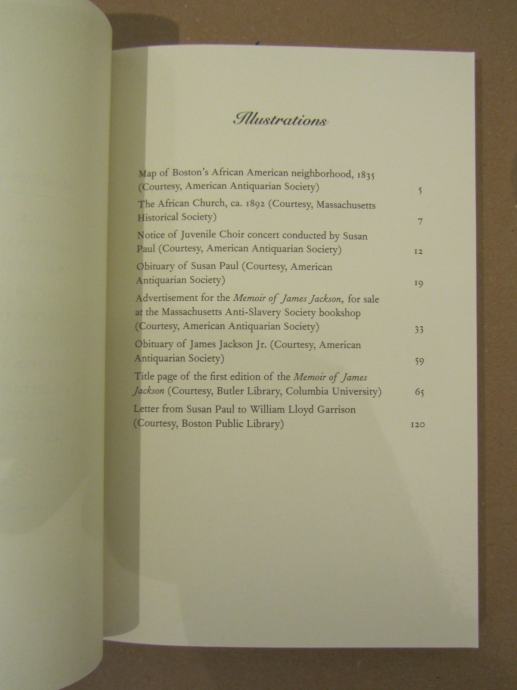 Illustrations
Map of Boston's African American neighborhood, 1835
(Courtesy, American Antiquarian Society) 5
The African Church, ca. 1892 (Courtesy, Massachusetts
Historical Society) 7
Notice of Juvenile Choir concert conducted by Susan
Paul (Courtesy, American Antiquarian Society) 12
Obituary of Susan Paul (Courtesy, American
Antiquarian Society) 19
Advertisement for the Memoir of James Jackson, for sale
at the Massachusetts Anti-Slavery Society bookshop
(Courtesy, American Antiquarian Society) 33
Obituary of James Jackson Jr. (Courtesy, American
Antiquarian Society) 59
Title page of the first edition of the Memoir of James
Jackson (Courtesy, Butler Library, Columbia University) 65
Letter from Susan Paul to William Lloyd Garrison
(Courtesy, Boston Public Library) 120